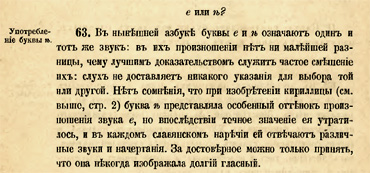 е или ѣ?
Употребле-
ніе буквы ѣ.
63. Въ нынѣшней азбукѣ буквы е и ѣ означаютъ одинъ и
тотъ же звукъ: въ ихъ произношеніи нѣтъ ни малѣйшей раз-
ницы, чему лучшимъ доказательствомъ служитъ частое смѣшеніе
ихъ: слухъ не доставляетъ никакого указанія для выбора той
или другой. Нѣтъ сомнѣнія, что при изобрѣтеніи кириллицы (см.
выше, стр. 2) буква ѣ представляла особенный оттѣнокъ произ-
ношенія звука е, но впослѣдствіи точное значеніе ея утрати-
лось, и въ каждомъ славянскомъ нарѣчіи ей отвѣчаютъ различ-
ные звуки и начертанія. За достовѣрное можно только принять,
что она нѣкогда изображала долгій гласный.